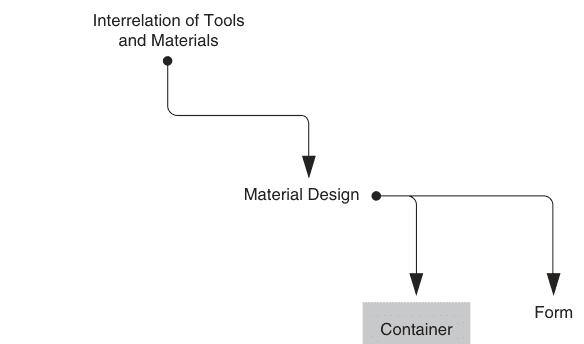 Interrelation of Tools
and Materials
Material Design
Form
Container